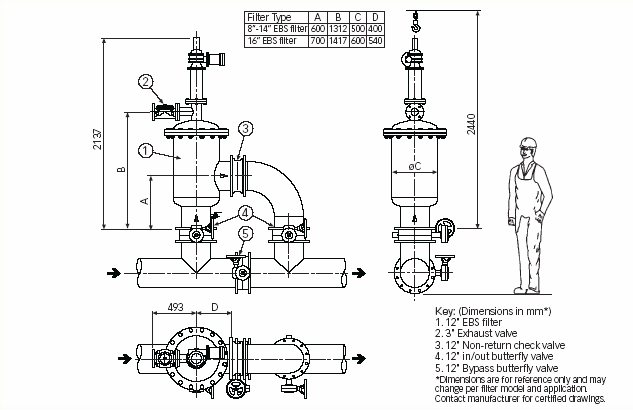 Filter Type A B C D
8"-14" EBS filter 600 1312 500 400
16" EBS filter 700 1417 600 540
2
3
1
4
5
2137
B
A
øC
2440
493
D
Key: (Dimensions in mm*)
1. 12" EBS filter
2. 3" Exhaust valve
3. 12" Non-return check valve
4. 12" in/out butterfly valve
5. 12" Bypass butterfly valve
*Dimensions are for reference only and may
change per filter model and application.
Contact manufacturer for certified drawings.